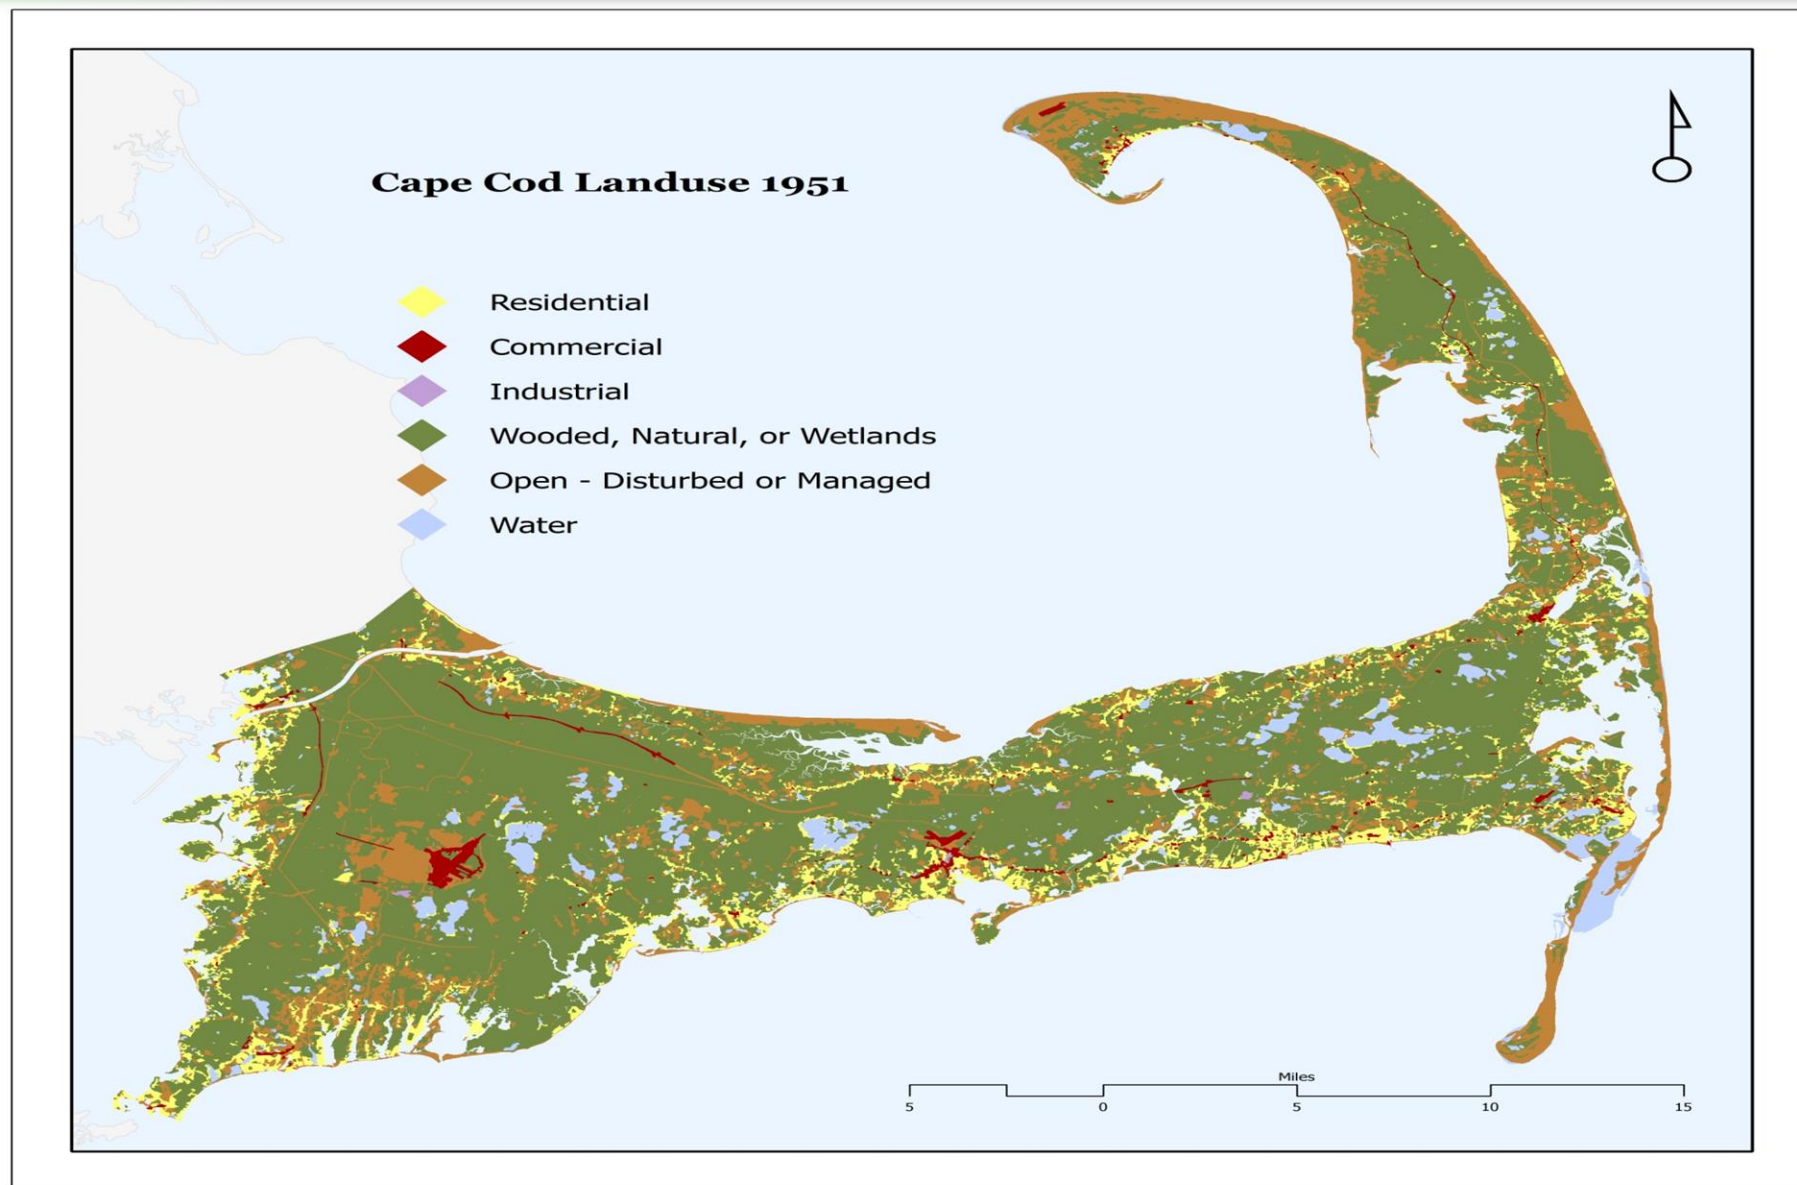 Cape Cod Landuse 1951
Residential
Commercial
Industrial
Wooded, Natural, or Wetlands
Open - Disturbed or Managed
Water
Miles
5 0 5 10 15